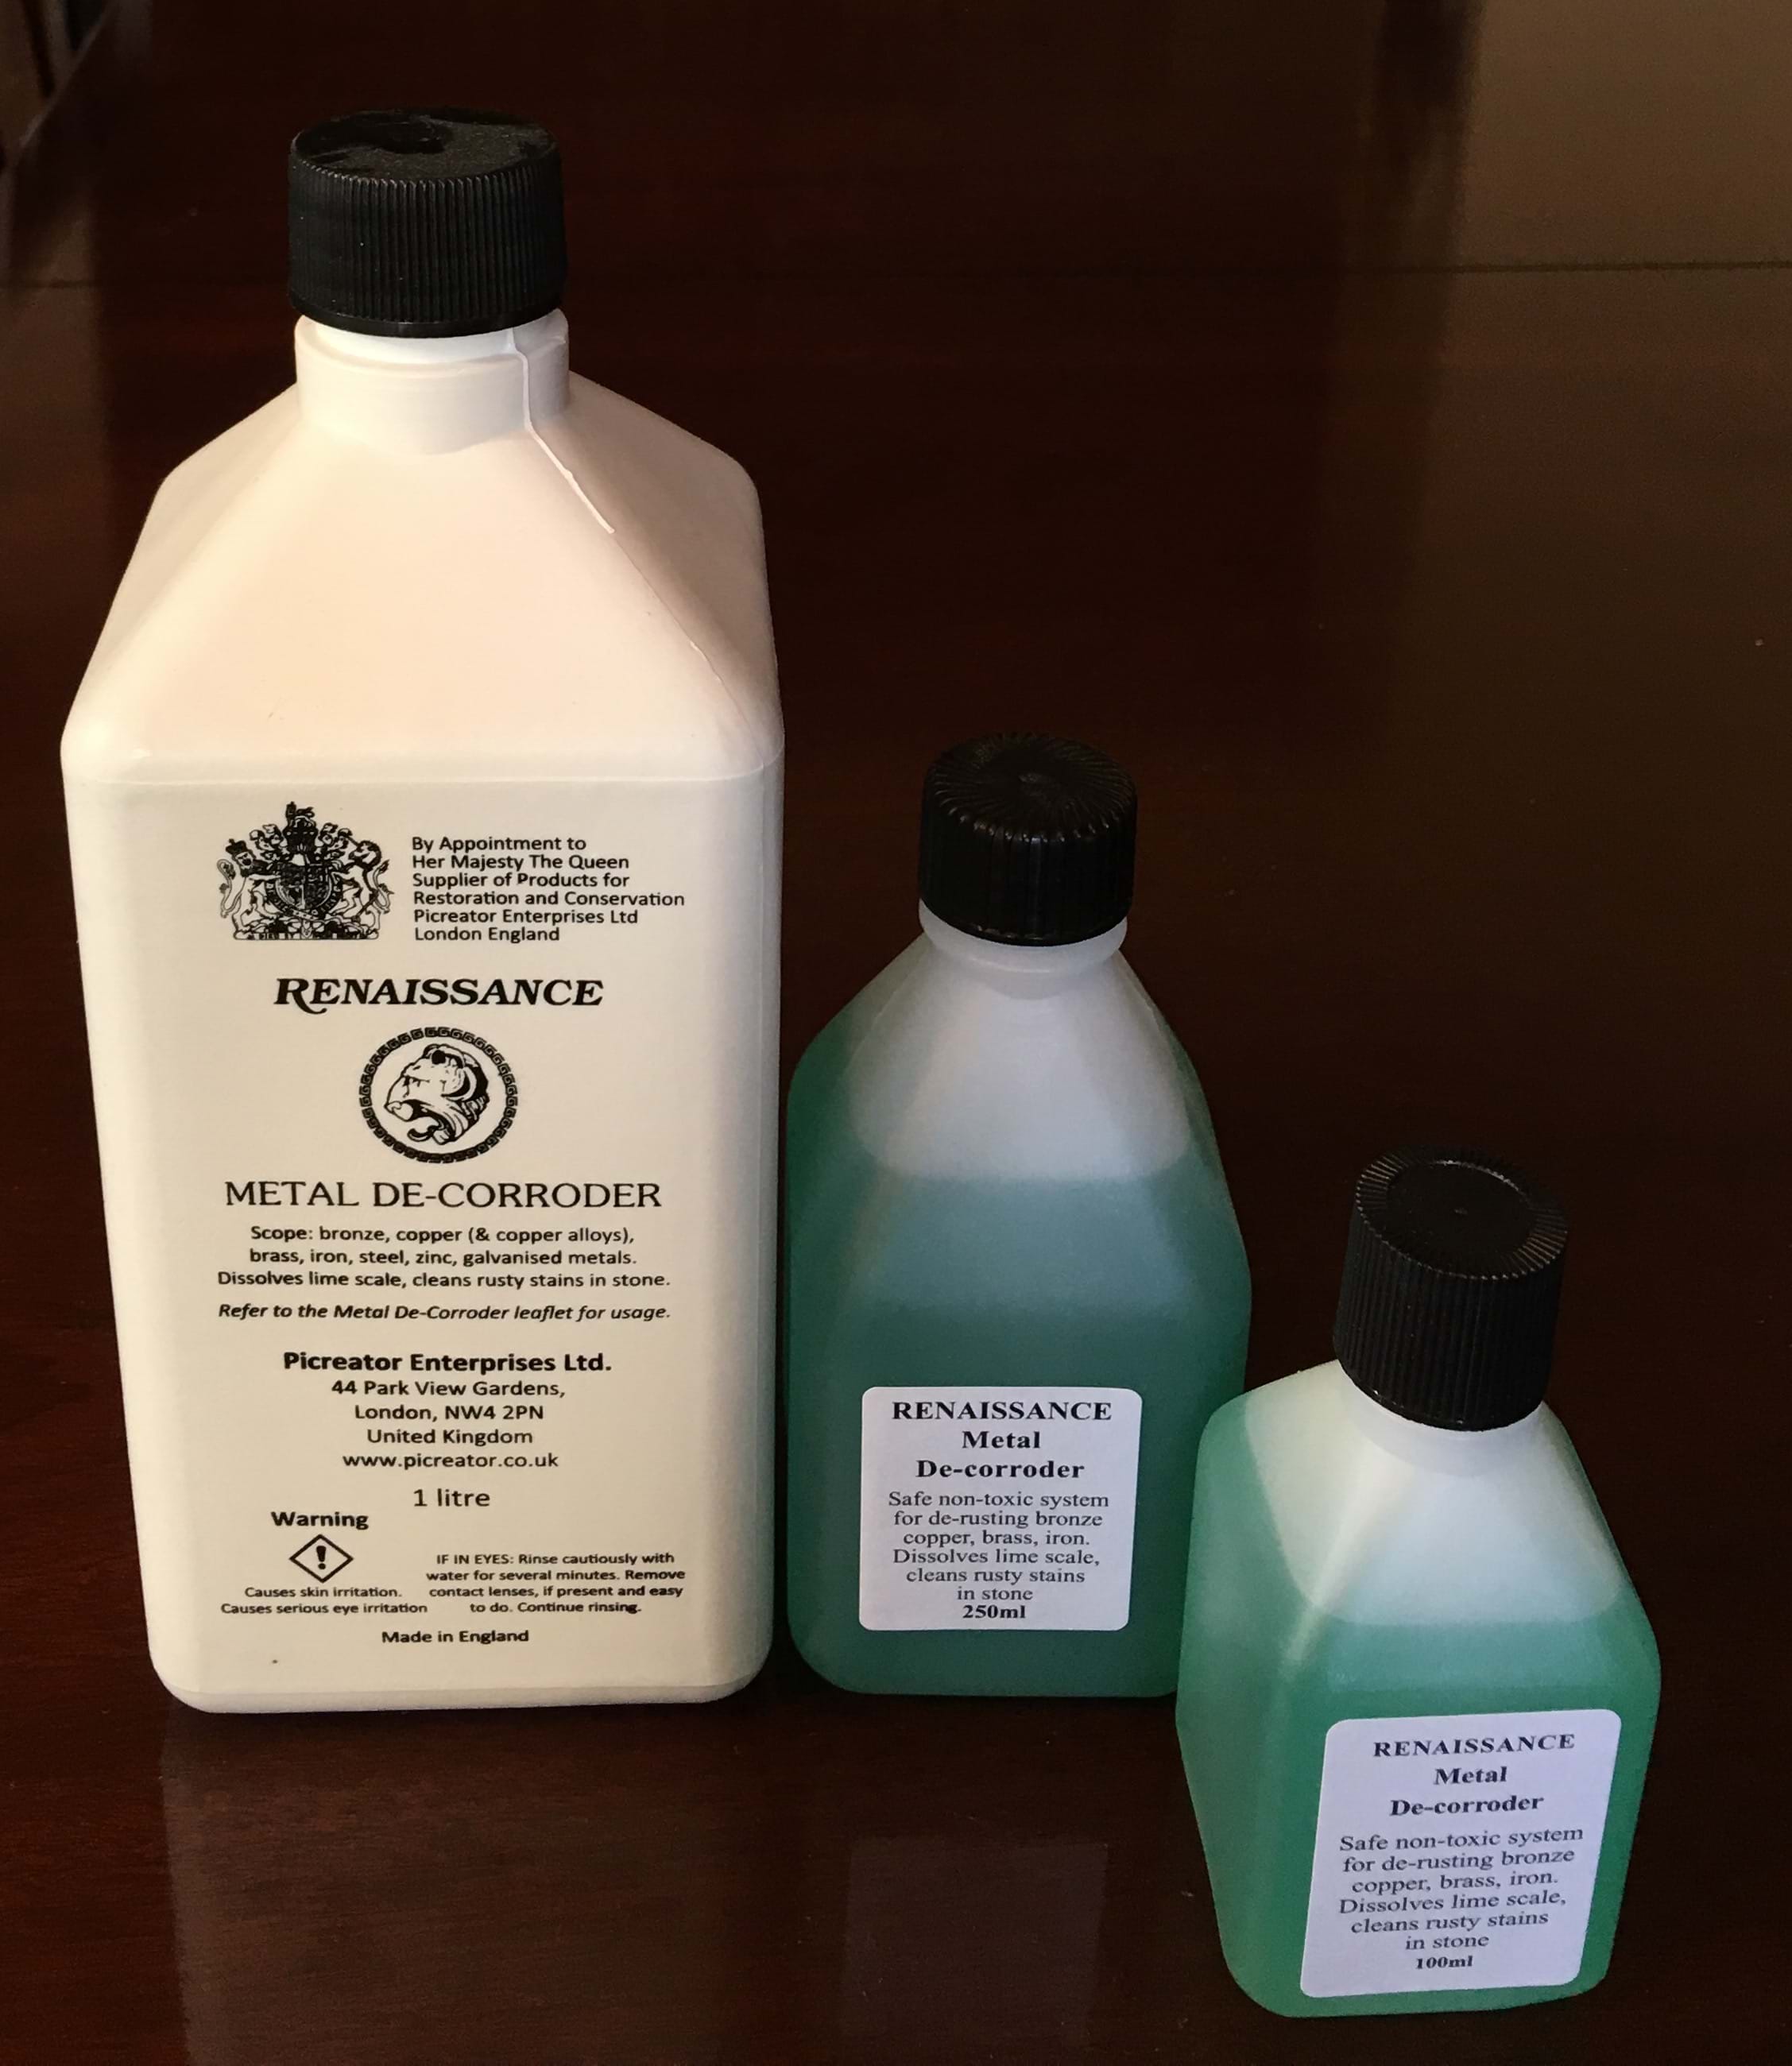 By Appointment to
Her Majesty The Queen
Supplier of Products for
Restoration and Conservation
Picreator Enterprises Ltd
London England
RENAISSANCE
METAL DE-CORRODER
Scope: bronze, copper (& copper alloys),
brass, iron, steel, zinc, galvanised metals.
Dissolves lime scale, cleans rusty stains in stone.
Refer to the Metal De-Corroder leaflet for usage.
Picreator Enterprises Ltd.
44 Park View Gardens,
London, NW4 2PN
United Kingdom
www.picreator.co.uk
1 litre
Warning
Causes skin irritation.
Causes serious eye irritation
IF IN EYES: Rinse cautiously with
water for several minutes. Remove
contact lenses, if present and easy
to do. Continue rinsing.
Made in England
RENAISSANCE
Metal
De-corroder
Safe non-toxic system
for de-rusting bronze
copper, brass, iron.
Dissolves lime scale,
cleans rusty stains
in stone
250ml
RENAISSANCE
Metal
De-corroder
Safe non-toxic system
for de-rusting bronze
copper, brass, iron.
Dissolves lime scale,
cleans rusty stains
in stone
100ml